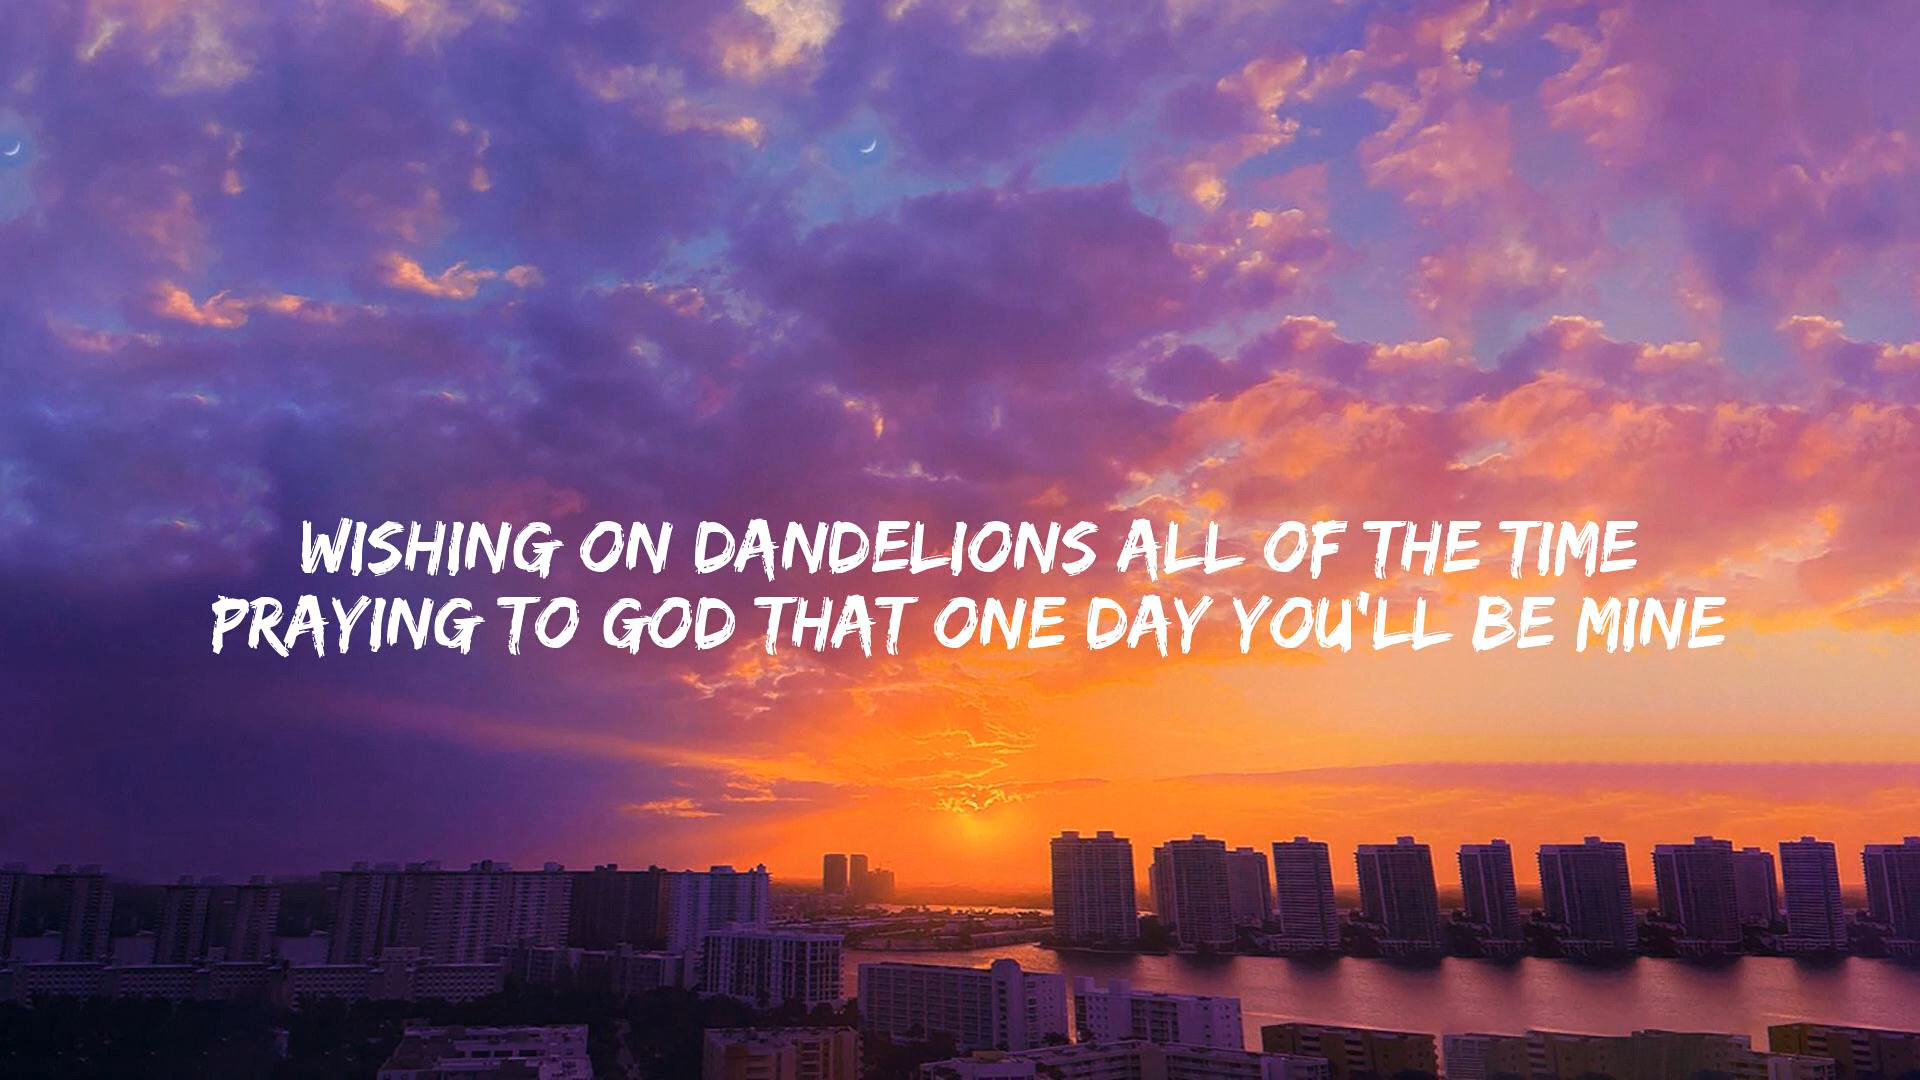 WISHING ON DANDELIONS ALL OF THE TIME
PRAYING TO GOD THAT ONE DAY YOU'LL BE MINE